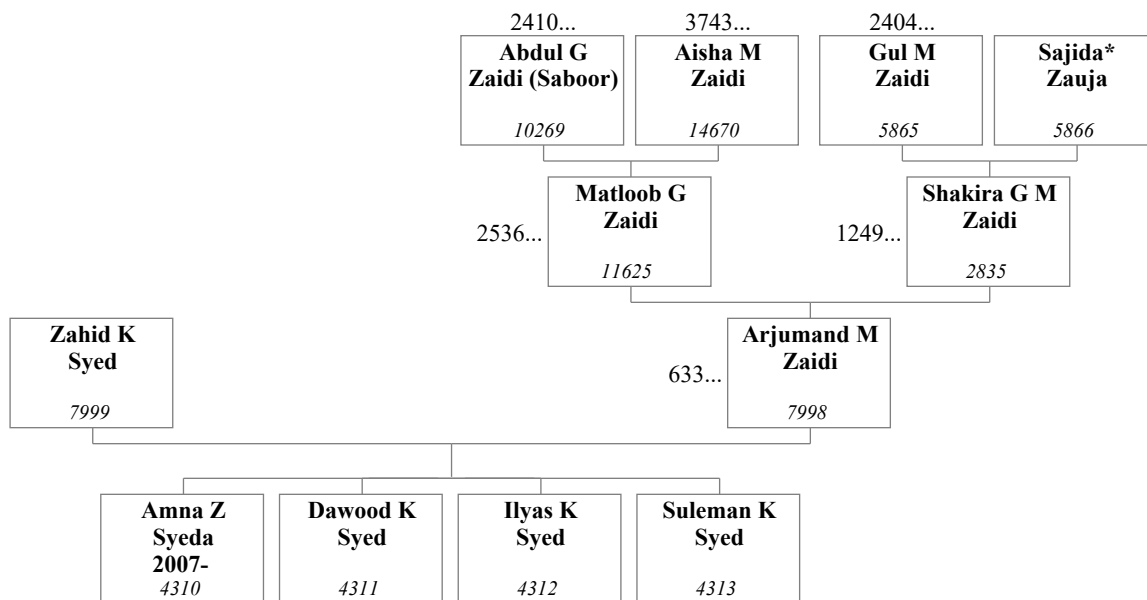 2410...
3743...
2404...
Abdul G
Zaidi (Saboor)
10269
Aisha M
Zaidi
14670
Gul M
Zaidi
5865
Sajida*
Zauja
5866
2536...
Matloob G
Zaidi
11625
1249...
Shakira G M
Zaidi
2835
Zahid K
Syed
7999
633...
Arjumand M
Zaidi
7998
Amna Z
Syeda
2007-
4310
Dawood K
Syed
4311
Ilyas K
Syed
4312
Suleman K
Syed
4313